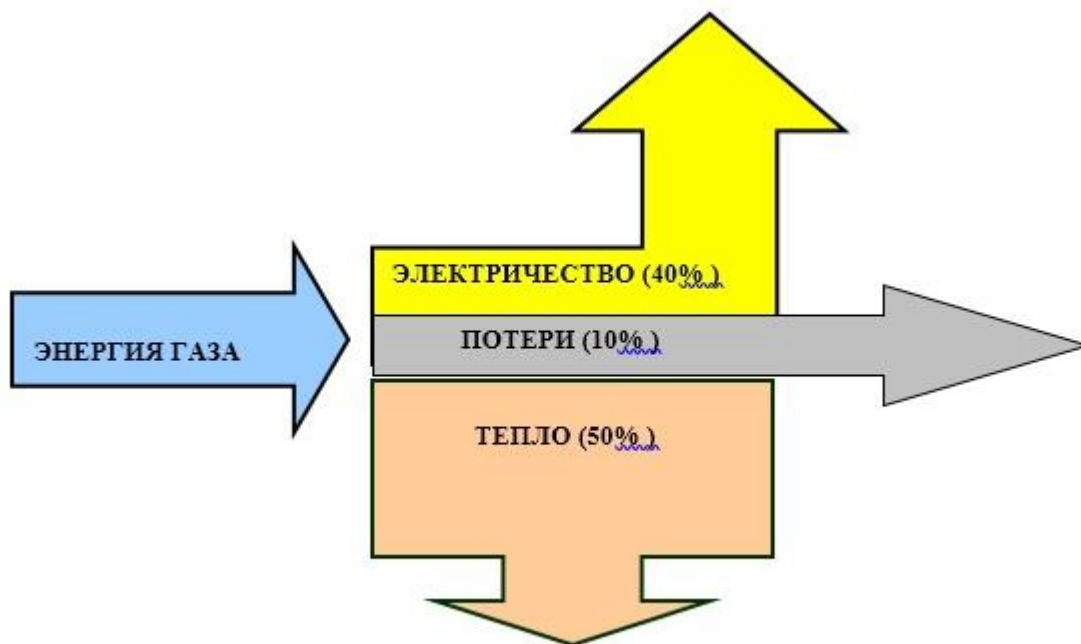 ЭЛЕКТРИЧЕСТВО (40% )
ПОТЕРИ (10% )
ЭНЕРГИЯ ГАЗА
ТЕПЛО (50% )